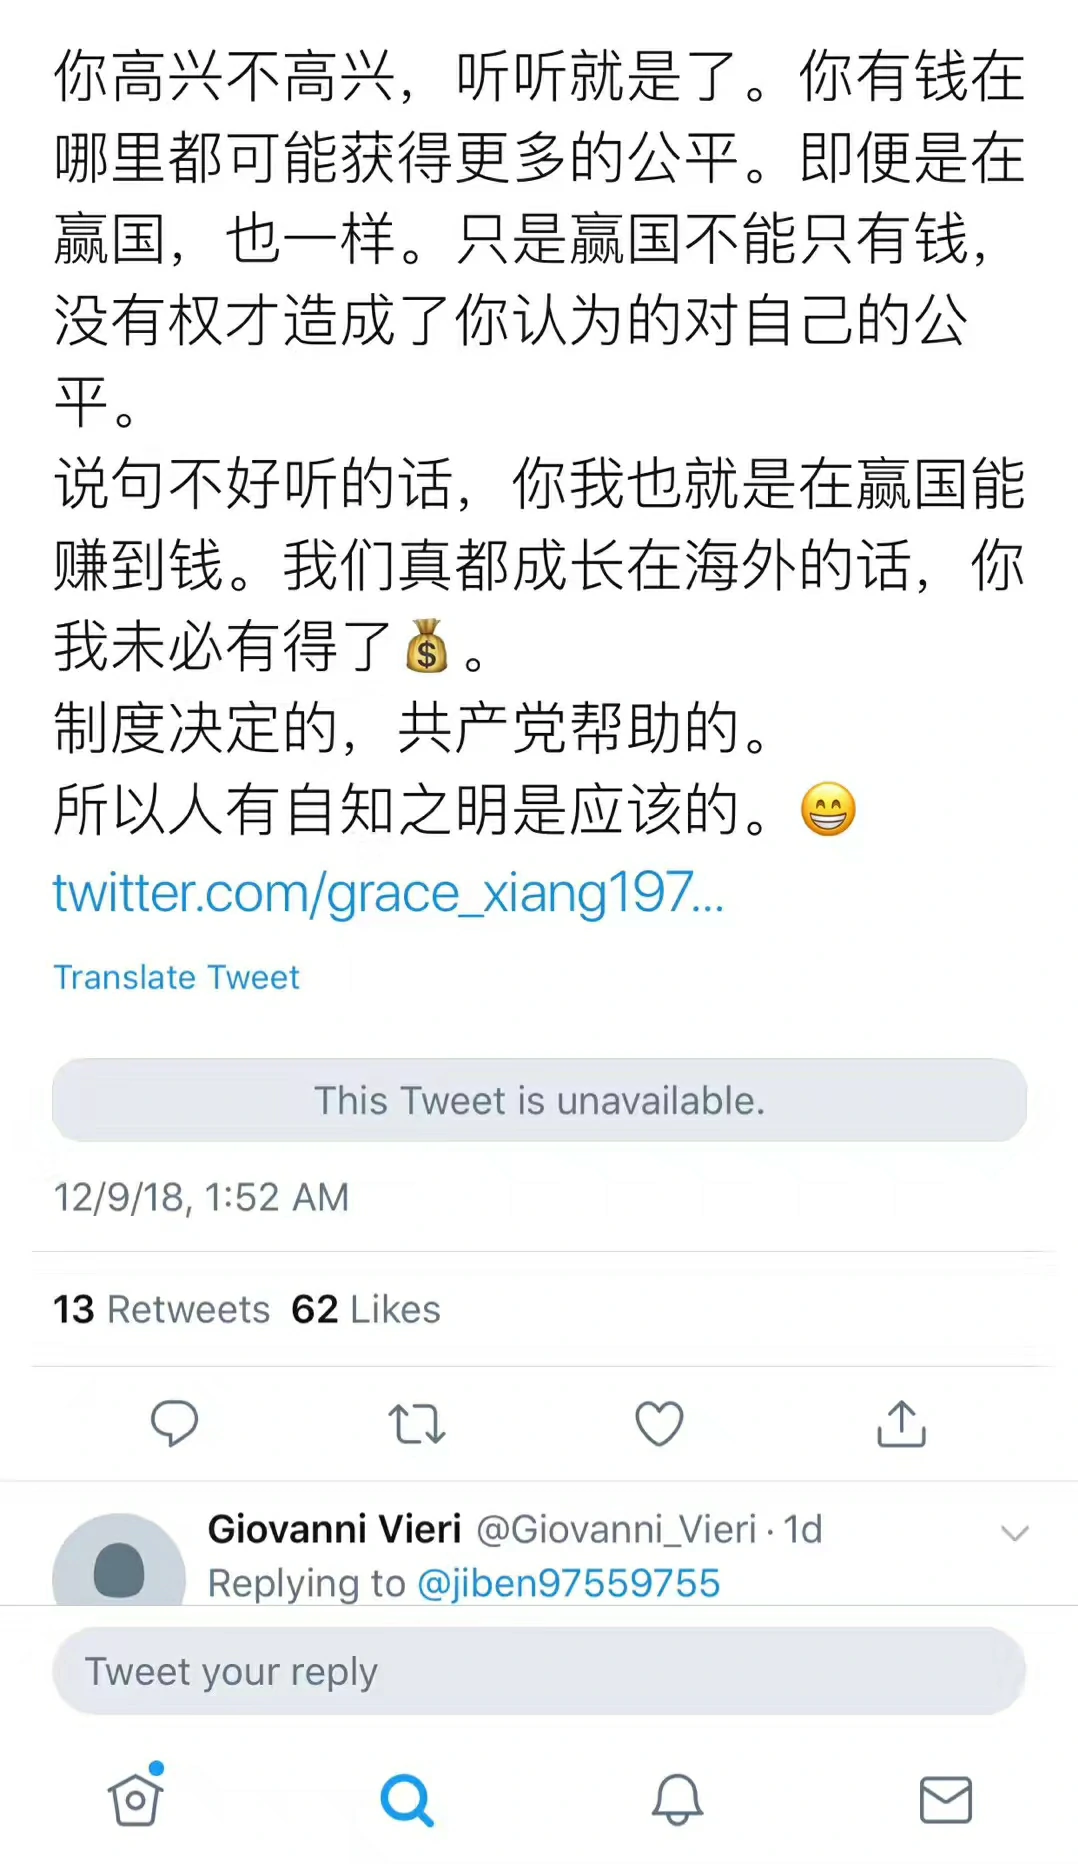 你高兴不高兴，听听就是了。你有钱在
哪里都可能获得更多的公平。即便是在
赢国，也一样。只是赢国不能只有钱，
没有权才造成了你认为的对自己的公
平。
说句不好听的话，你我也就是在赢国能
赚到钱。我们真都成长在海外的话，你
我未必有得了💰。
制度决定的，共产党帮助的。
所以人有自知之明是应该的。😁
twitter.com/grace_xiang197...
Translate Tweet
This Tweet is unavailable.
12/9/18, 1:52 AM
13 Retweets 62 Likes
Giovanni Vieri @Giovanni_Vieri · 1d
Replying to @jiben97559755
Tweet your reply